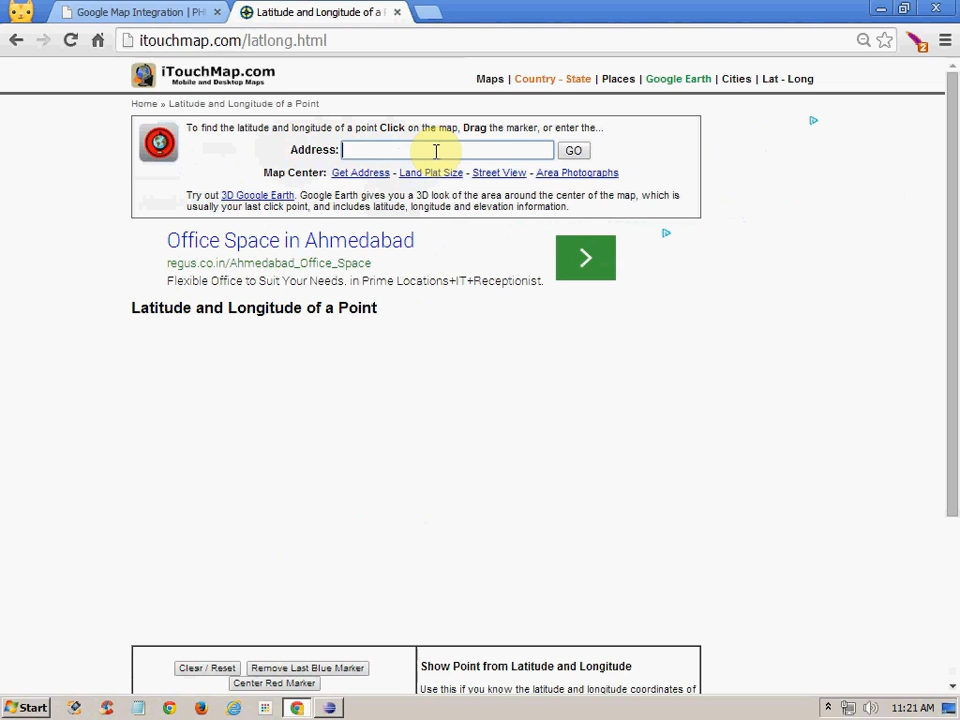 Google Map Integration | PH
Latitude and Longitude of a
itouchmap.com/latlong.html
2
iTouchMap.com
Mobile and Desktop Maps
Maps | Country - State | Places | Google Earth | Cities | Lat - Long
Home » Latitude and Longitude of a Point
To find the latitude and longitude of a point Click on the map, Drag the marker, or enter the...
Address:
GO
Map Center: Get Address - Land Plat Size - Street View - Area Photographs
Try out 3D Google Earth. Google Earth gives you a 3D look of the area around the center of the map, which is
usually your last click point, and includes latitude, longitude and elevation information.
Office Space in Ahmedabad
regus.co.in/Ahmedabad_Office_Space
Flexible Office to Suit Your Needs. in Prime Locations+IT+Receptionist.
Latitude and Longitude of a Point
Clear / Reset
Remove Last Blue Marker
Center Red Marker
Show Point from Latitude and Longitude
Use this if you know the latitude and longitude coordinates of
Start
11:21 AM